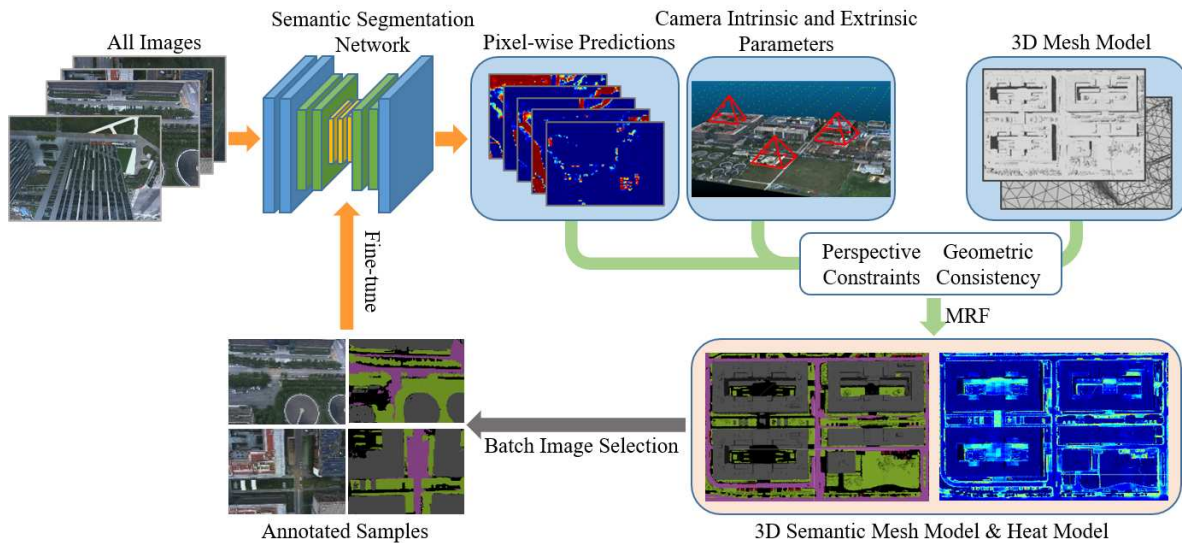 All Images
Semantic Segmentation
Network
Pixel-wise Predictions
Camera Intrinsic and Extrinsic
Parameters
3D Mesh Model
Perspective Geometric
Constraints Consistency
Fine-tune
MRF
Batch Image Selection
Annotated Samples
3D Semantic Mesh Model & Heat Model